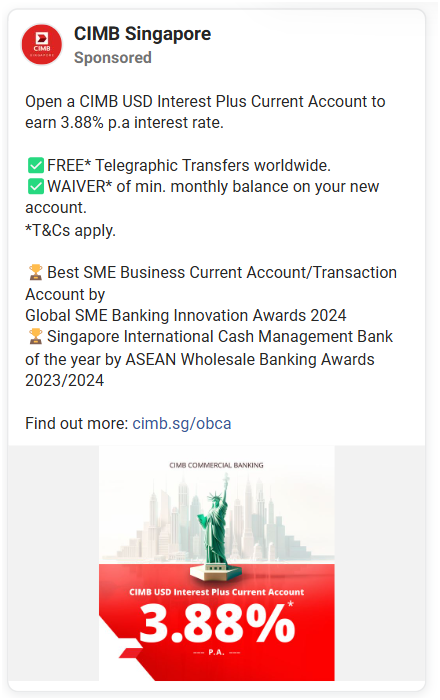 CIMB
SINGAPORE
CIMB Singapore
Sponsored
Open a CIMB USD Interest Plus Current Account to
earn 3.88% p.a interest rate.
✅FREE* Telegraphic Transfers worldwide.
✅WAIVER* of min. monthly balance on your new
account.
*T&Cs apply.
🏆Best SME Business Current Account/Transaction
Account by
Global SME Banking Innovation Awards 2024
🏆Singapore International Cash Management Bank
of the year by ASEAN Wholesale Banking Awards
2023/2024
Find out more: cimb.sg/obca
CIMB COMMERCIAL BANKING
CIMB USD Interest Plus Current Account
3.88%*
P.A.